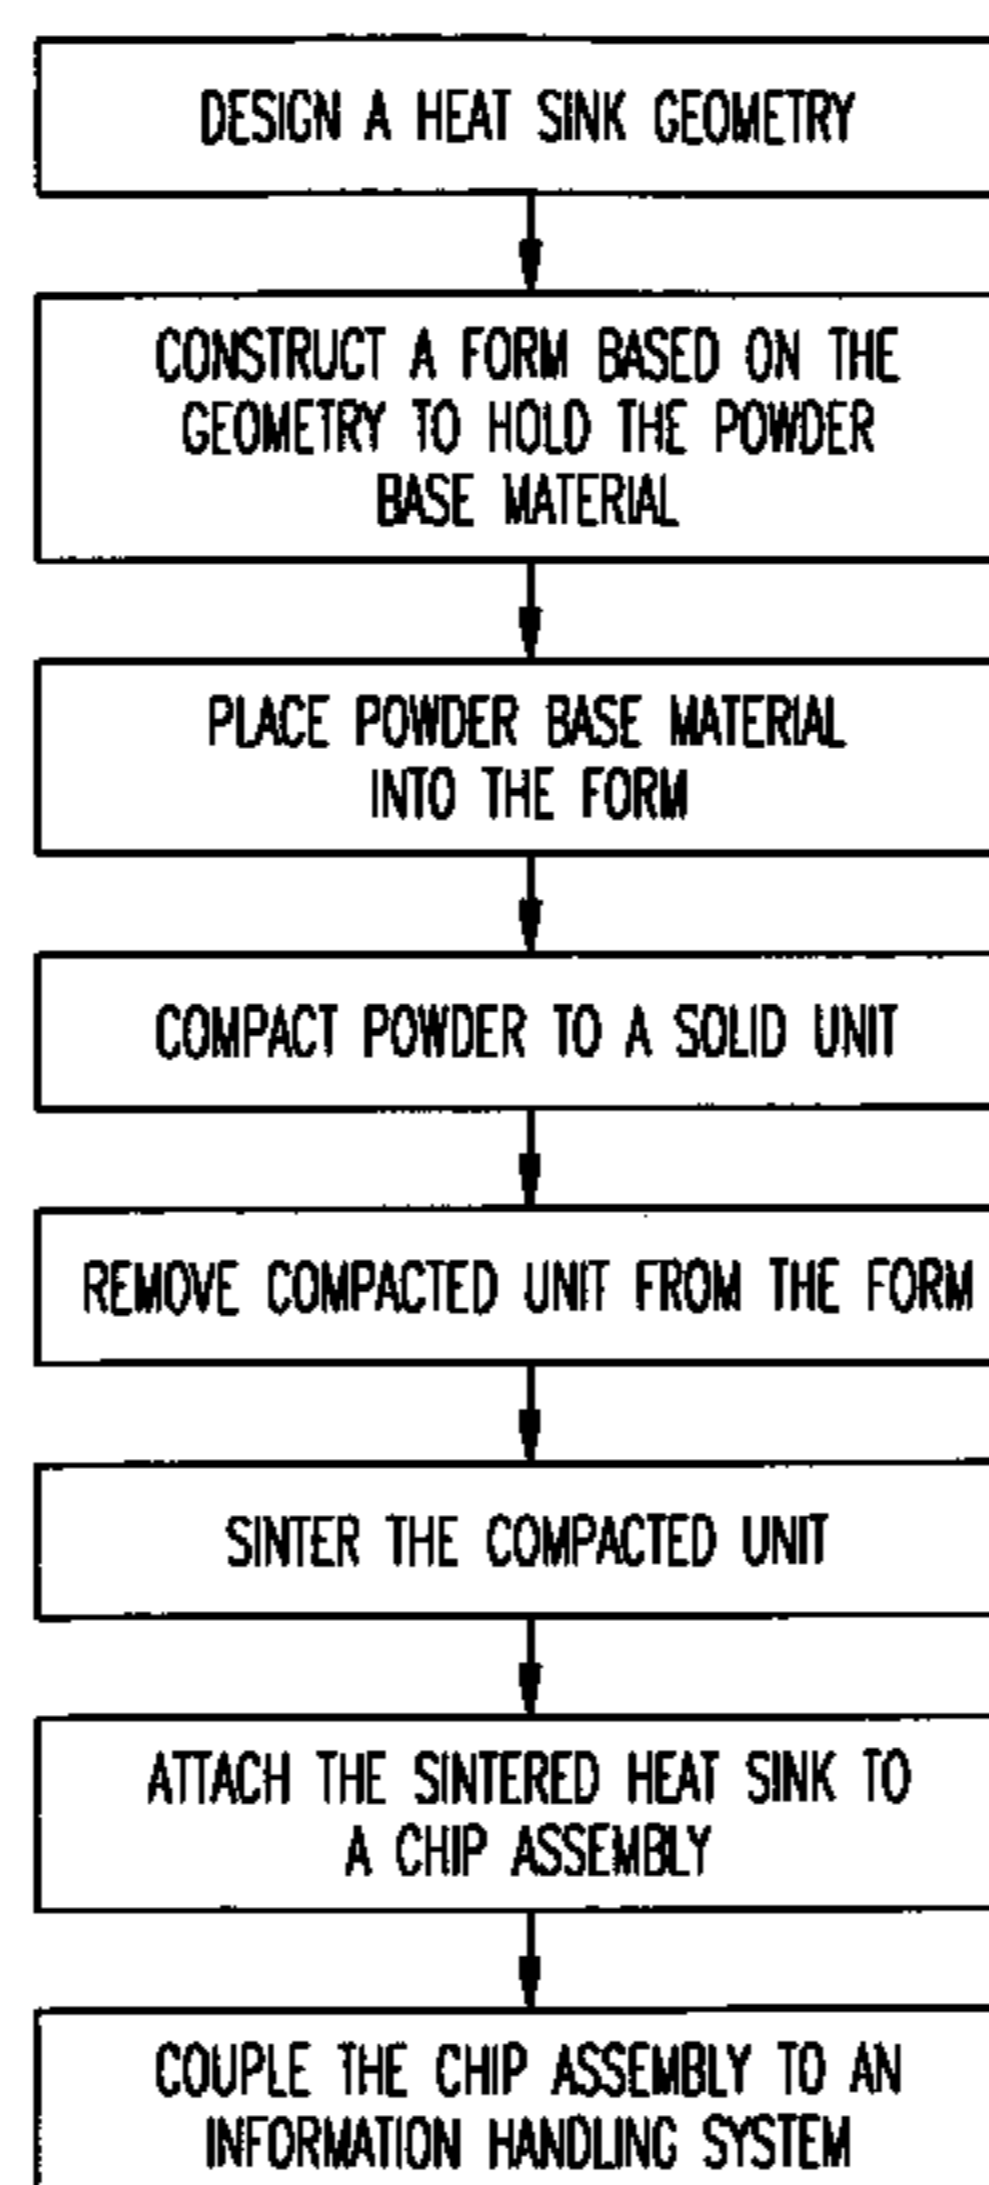 DESIGN A HEAT SINK GEOMETRY
CONSTRUCT A FORM BASED ON THE
GEOMETRY TO HOLD THE POWDER
BASE MATERIAL
PLACE POWDER BASE MATERIAL
INTO THE FORM
COMPACT POWDER TO A SOLID UNIT
REMOVE COMPACTED UNIT FROM THE FORM
SINTER THE COMPACTED UNIT
ATTACH THE SINTERED HEAT SINK TO
A CHIP ASSEMBLY
COUPLE THE CHIP ASSEMBLY TO AN
INFORMATION HANDLING SYSTEM